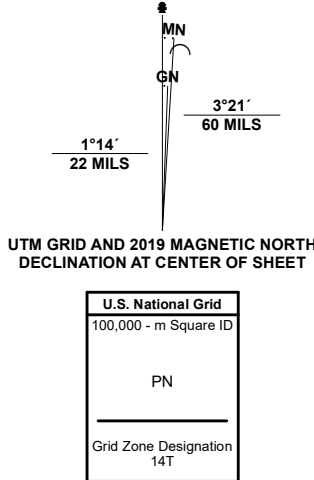 MN
GN
3°21´
60 MILS
1°14´
22 MILS
UTM GRID AND 2019 MAGNETIC NORTH
DECLINATION AT CENTER OF SHEET
U.S. National Grid
100,000 - m Square ID
PN
Grid Zone Designation
14T